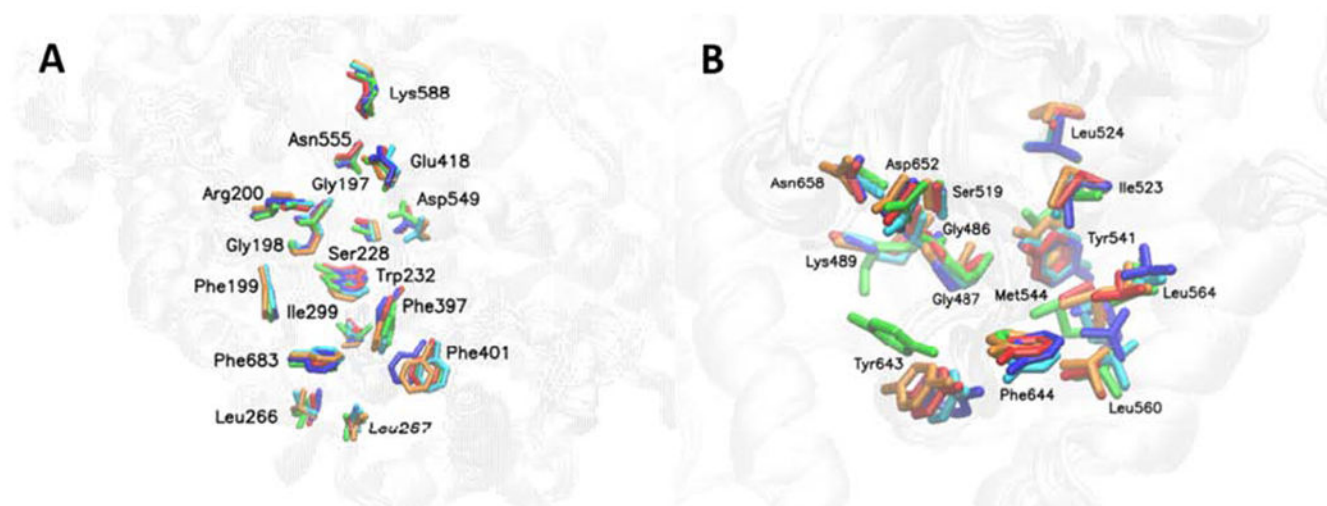 A
Lys588
Asn555
Glu418
Gly197
Arg200
Asp549
Gly198
Ser228
Trp232
Phe199
Ile299
Phe397
Phe683
Phe401
Leu266
Leu267
B
Leu524
Asp652
Asn658
Ser519
Ile523
Gly486
Tyr541
Lys489
Gly487
Met544
Leu564
Tyr643
Phe644
Leu560